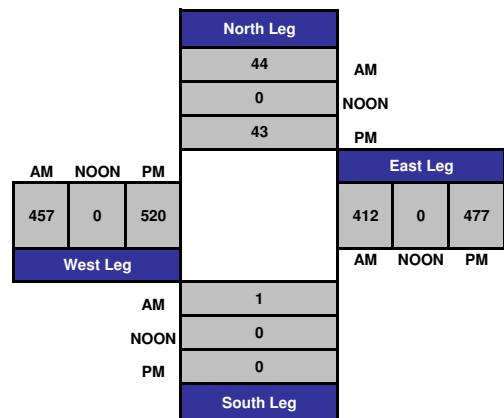 North Leg
44 AM
0 NOON
43 PM
AM NOON PM
East Leg
457 0 520
412 0 477
West Leg
AM NOON PM
AM 1
NOON 0
PM 0
South Leg